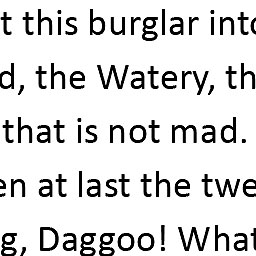 t this burglar into
d, the Watery, th
that is not mad.
en at last the twe
g, Daggoo! What